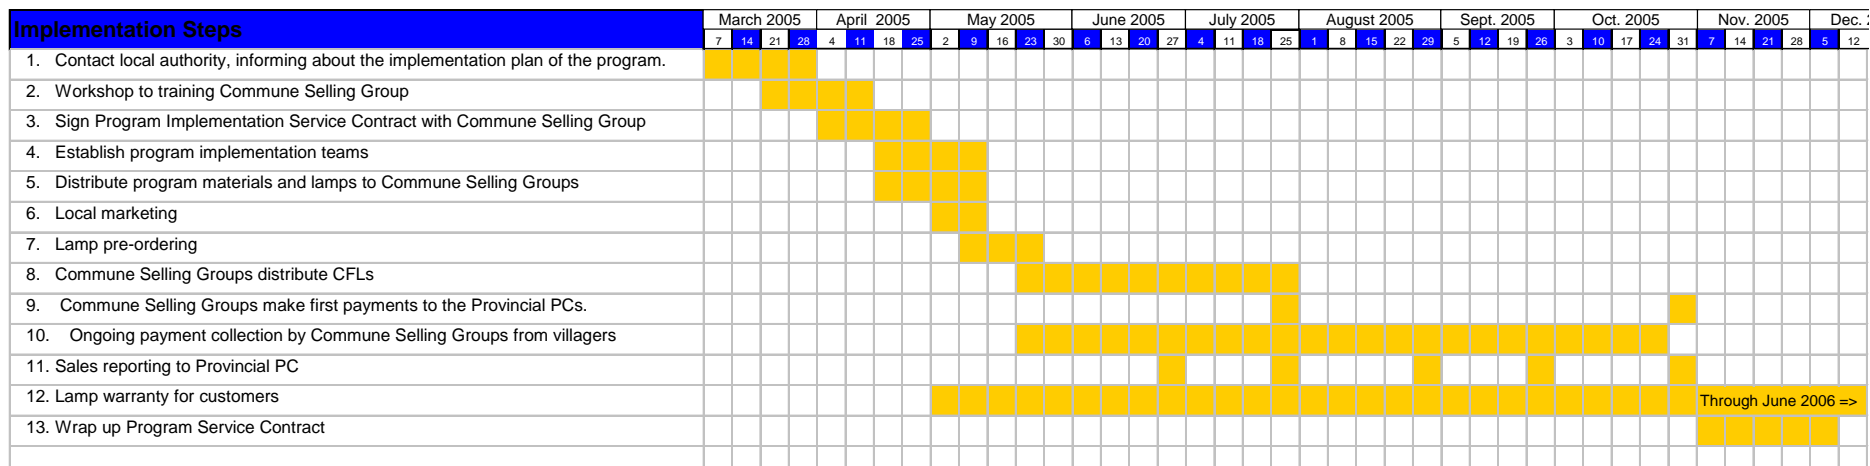 Implementation Steps
March 2005 April 2005 May 2005 June 2005 July 2005 August 2005 Sept. 2005 Oct. 2005 Nov. 2005 Dec.
7 14 21 28 4 11 18 25 2 9 16 23 30 6 13 20 27 4 11 18 25 1 8 15 22 29 5 12 19 26 3 10 17 24 31 7 14 21 28 5 12
1. Contact local authority, informing about the implementation plan of the program.
2. Workshop to training Commune Selling Group
3. Sign Program Implementation Service Contract with Commune Selling Group
4. Establish program implementation teams
5. Distribute program materials and lamps to Commune Selling Groups
6. Local marketing
7. Lamp pre-ordering
8. Commune Selling Groups distribute CFLs
9. Commune Selling Groups make first payments to the Provincial PCs.
10. Ongoing payment collection by Commune Selling Groups from villagers
11. Sales reporting to Provincial PC
12. Lamp warranty for customers Through June 2006 =>
13. Wrap up Program Service Contract